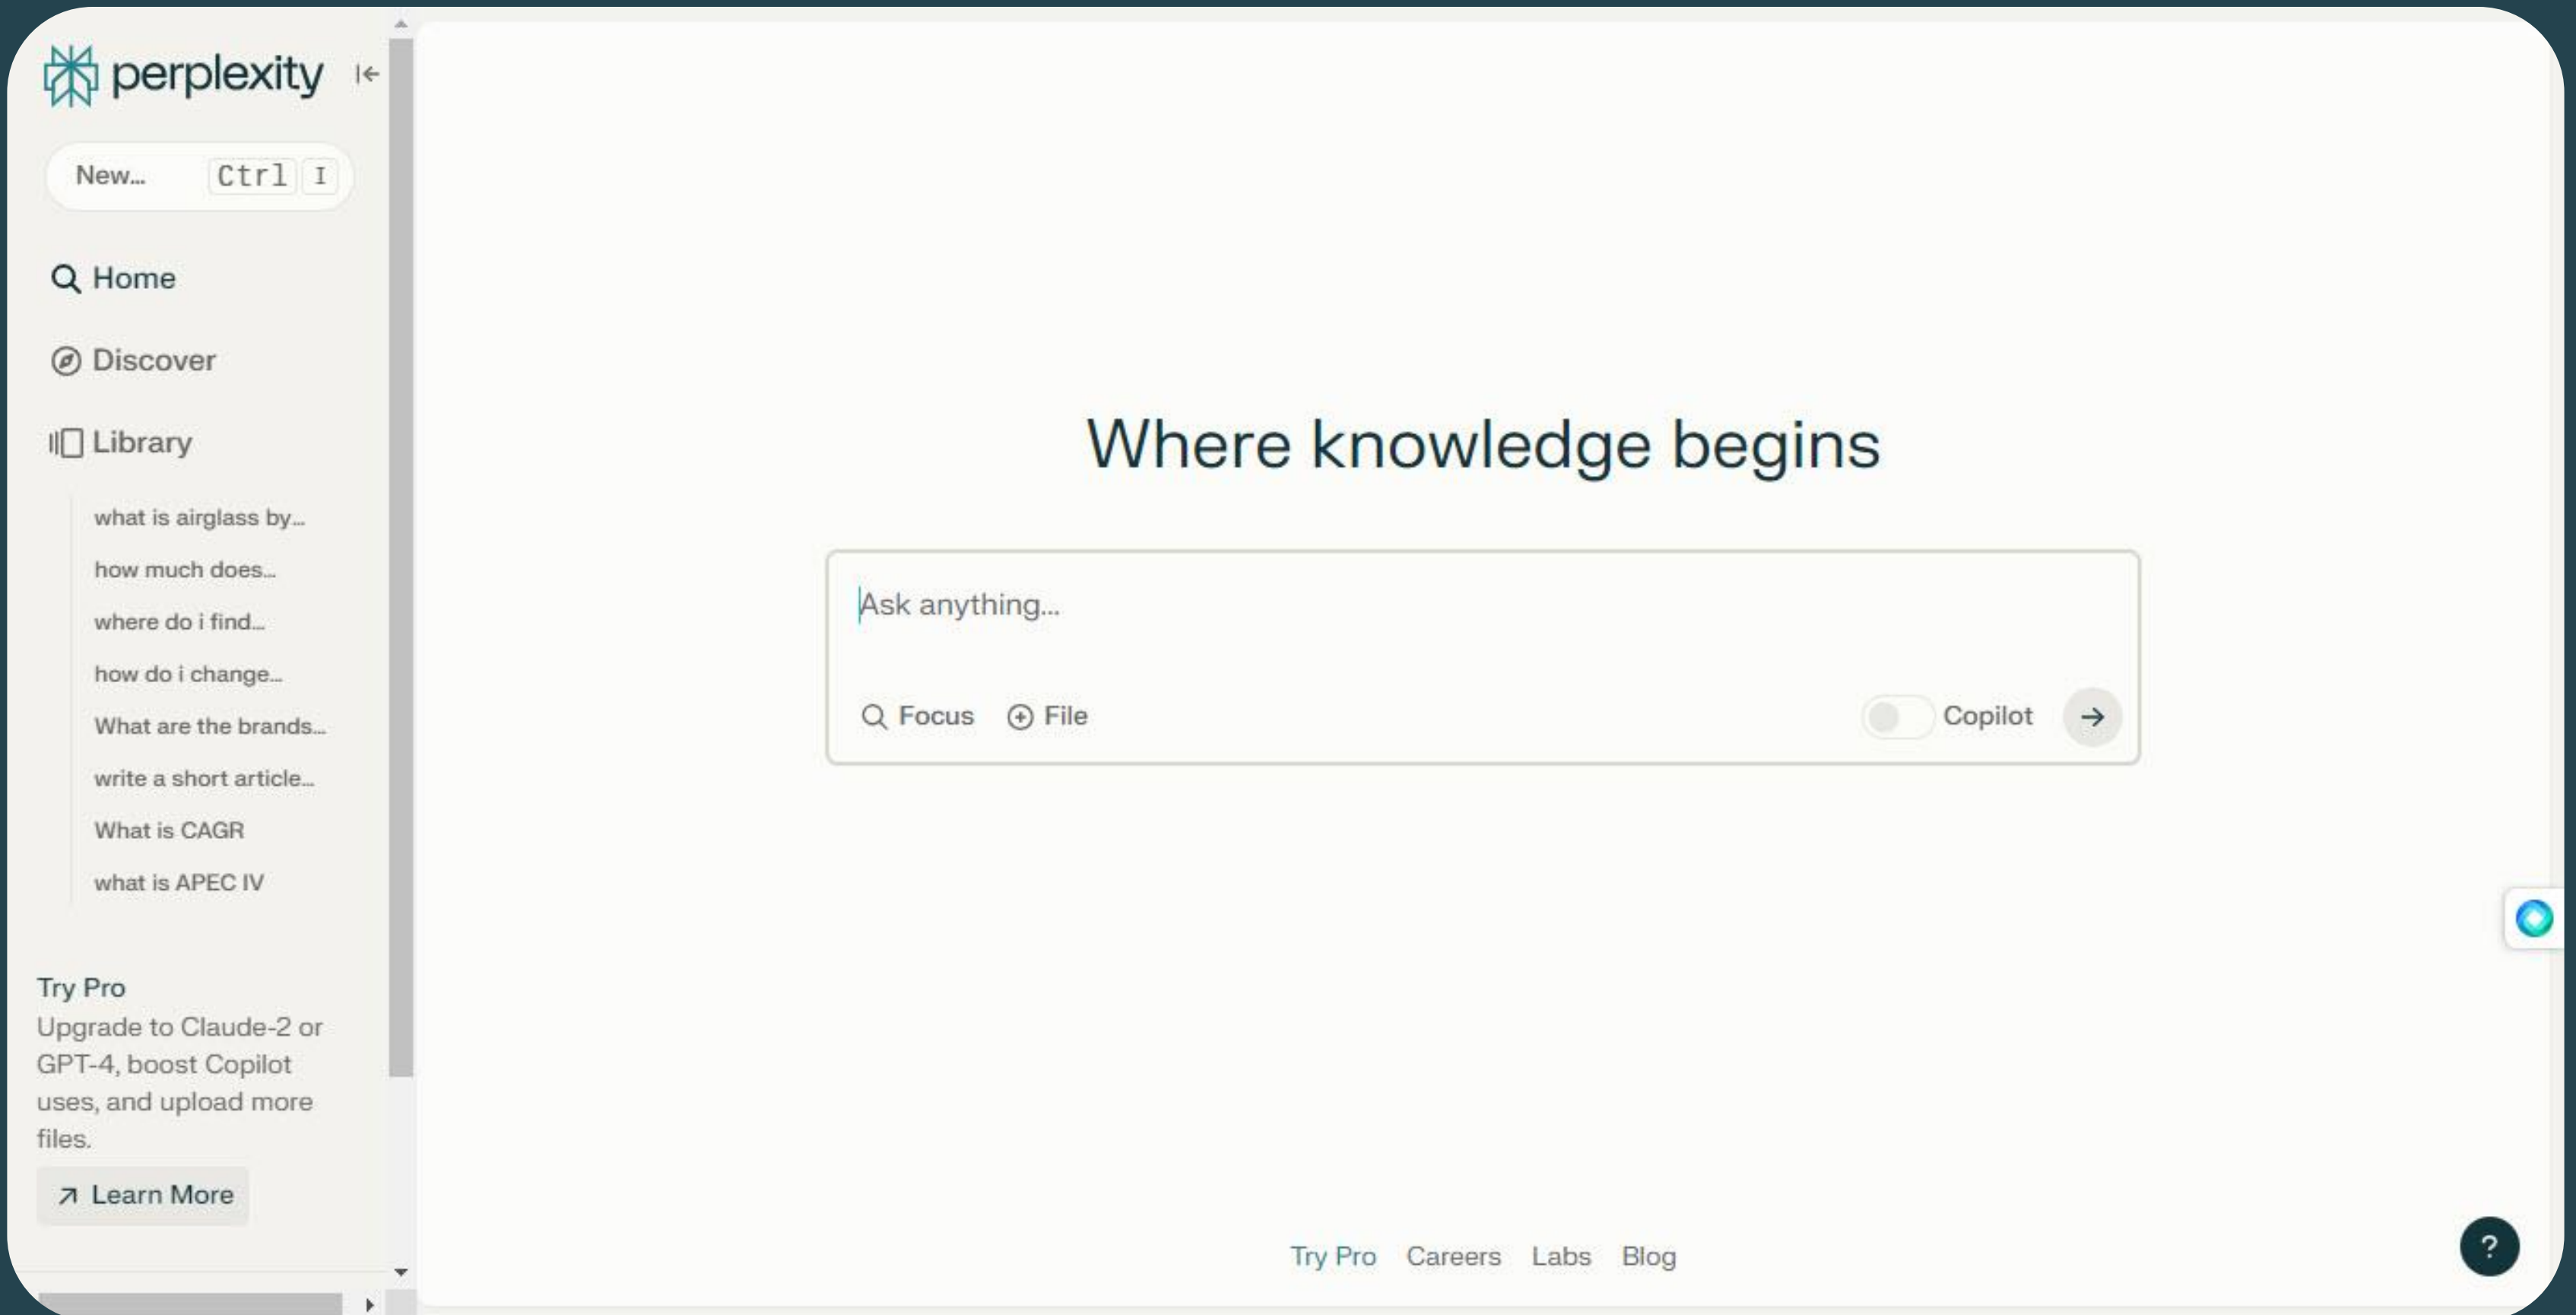 perplexity
New... Ctrl I
Home
Discover
Library
what is airglass by...
how much does...
where do i find...
how do i change...
What are the brands...
write a short article...
What is CAGR
what is APEC IV
Try Pro
Upgrade to Claude-2 or
GPT-4, boost Copilot
uses, and upload more
files.
Learn More
Where knowledge begins
Ask anything...
Focus File Copilot
Try Pro Careers Labs Blog
?